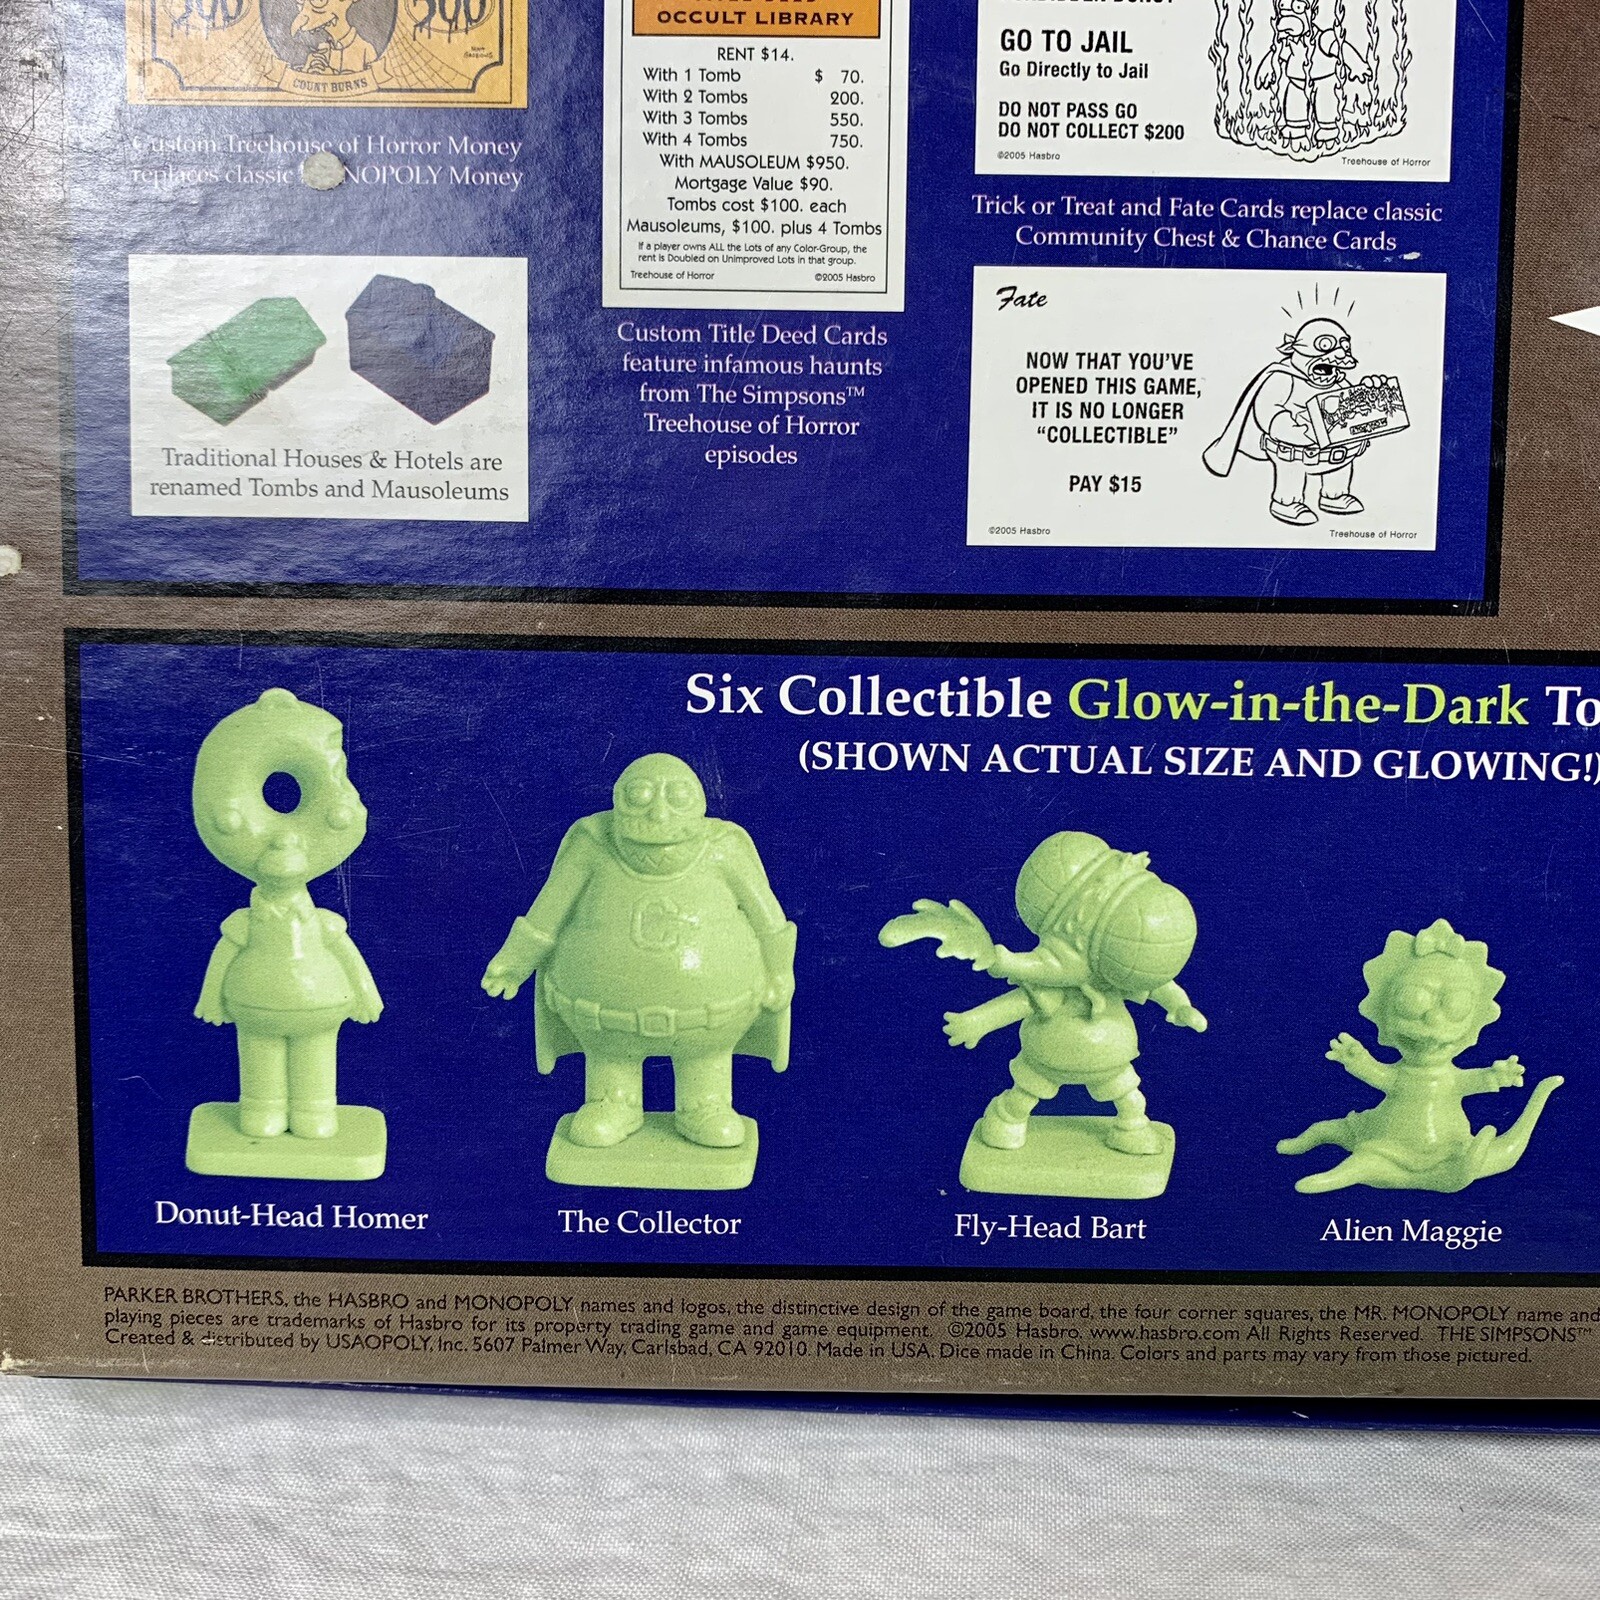 COUNT BURNS
Custom Treehouse of Horror Money
replaces classic NOPOLY Money
Traditional Houses & Hotels are
renamed Tombs and Mausoleums
OCCULT LIBRARY
RENT $14.
With 1 Tomb $ 70.
With 2 Tombs 200.
With 3 Tombs 550.
With 4 Tombs 750.
With MAUSOLEUM $950.
Mortgage Value $90.
Tombs cost $100. each
Mausoleums, $100. plus 4 Tombs
If a player owns ALL the Lots of any Color-Group, the
rent is Doubled on Unimproved Lots in that group.
Treehouse of Horror ©2005 Hasbro
Custom Title Deed Cards
feature infamous haunts
from The Simpsons™
Treehouse of Horror
episodes
GO TO JAIL
Go Directly to Jail
DO NOT PASS GO
DO NOT COLLECT $200
©2005 Hasbro Treehouse of Horror
Trick or Treat and Fate Cards replace classic
Community Chest & Chance Cards
Fate
NOW THAT YOU'VE
OPENED THIS GAME,
IT IS NO LONGER
"COLLECTIBLE"
PAY $15
©2005 Hasbro Treehouse of Horror
Six Collectible Glow-in-the-Dark To
(SHOWN ACTUAL SIZE AND GLOWING!)
Donut-Head Homer
The Collector
Fly-Head Bart
Alien Maggie
PARKER BROTHERS, the HASBRO and MONOPOLY names and logos, the distinctive design of the game board, the four corner squares, the MR. MONOPOLY name and
playing pieces are trademarks of Hasbro for its property trading game and game equipment. ©2005 Hasbro. www.hasbro.com All Rights Reserved. THE SIMPSONS™
Created & distributed by USAOPOLY, Inc. 5607 Palmer Way, Carlsbad, CA 92010. Made in USA. Dice made in China. Colors and parts may vary from those pictured.